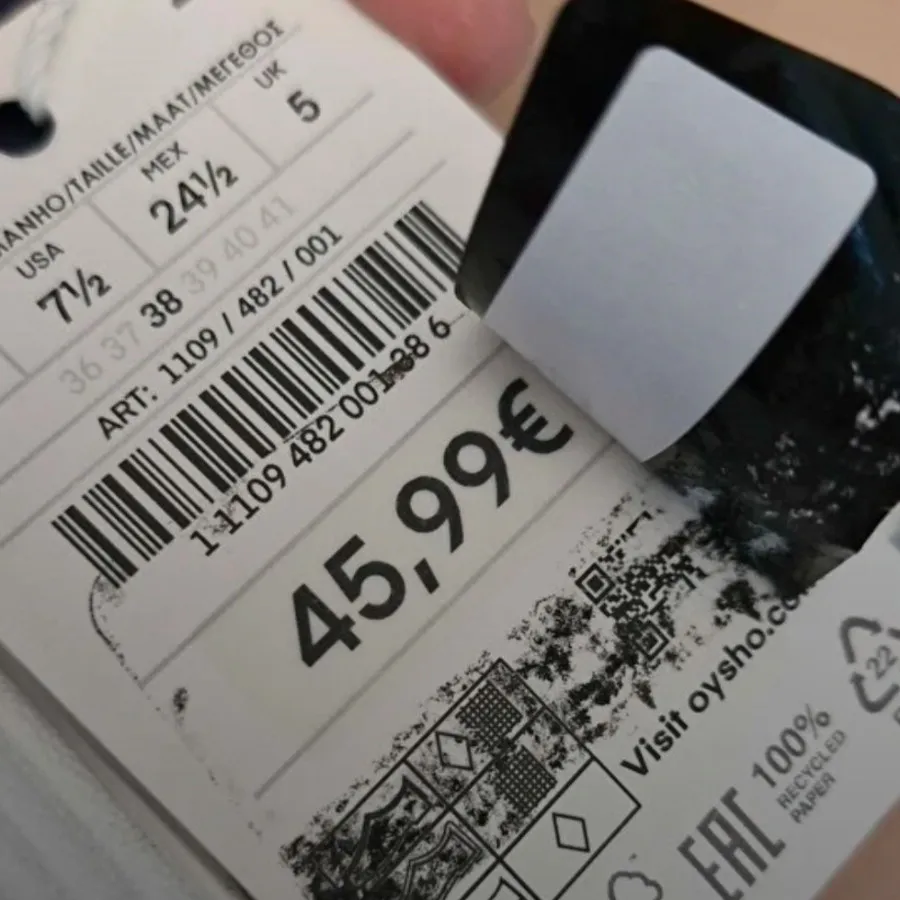 MANHO/TAILLE/MAAT/ΜΕΓΕΘΟΣ
USA MEX UK
7½ 24½ 5
36 37 38 39 40 41
ART: 1109 / 482 / 001
1 1109 482 001 38 6
45,99€
Visit oysho.co
22
EAC
100%
RECYCLED
PAPER